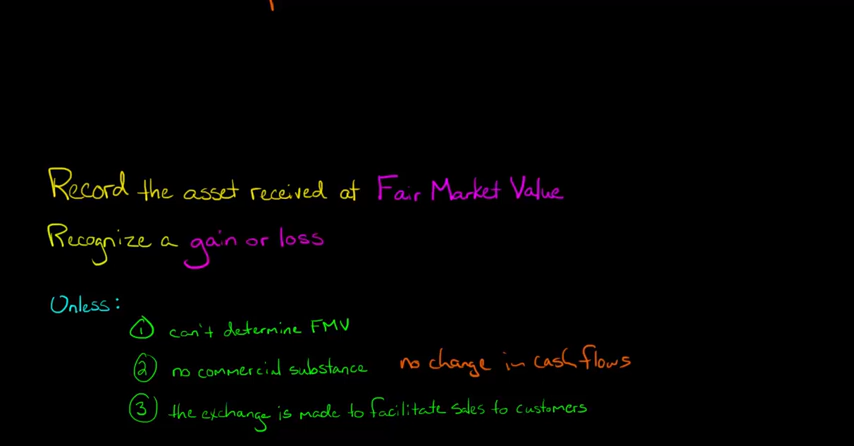 Record the asset received at Fair Market Value
Recognize a gain or loss
Unless:
① can't determine FMV
② no commercial substance no change in cash flows
③ the exchange is made to facilitate sales to customers